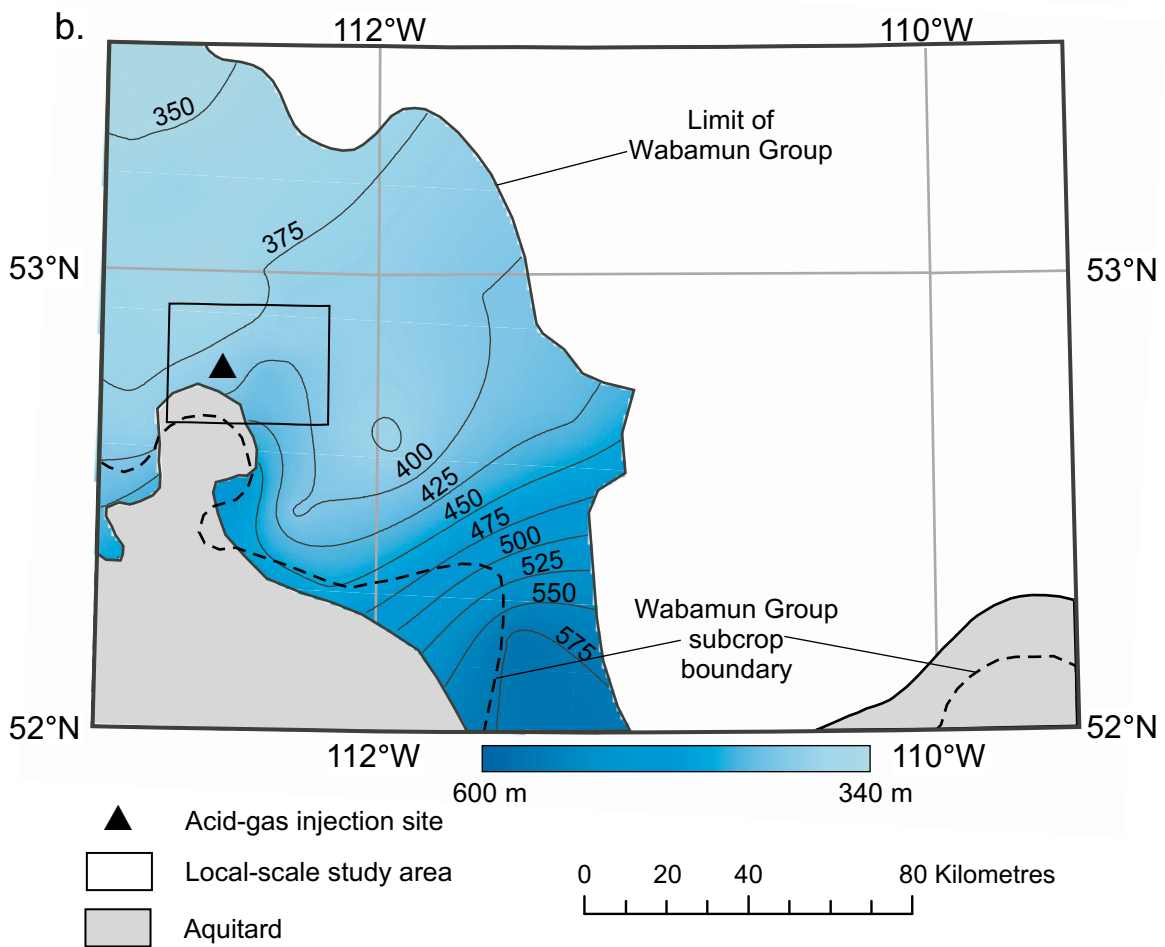 b.
112°W
110°W
350
Limit of
Wabamun Group
375
53°N
53°N
400
425
450
475
500
525
550
575
Wabamun Group
subcrop
boundary
52°N
52°N
112°W
110°W
600 m
340 m
Acid-gas injection site
Local-scale study area
Aquitard
0
20
40
80 Kilometres